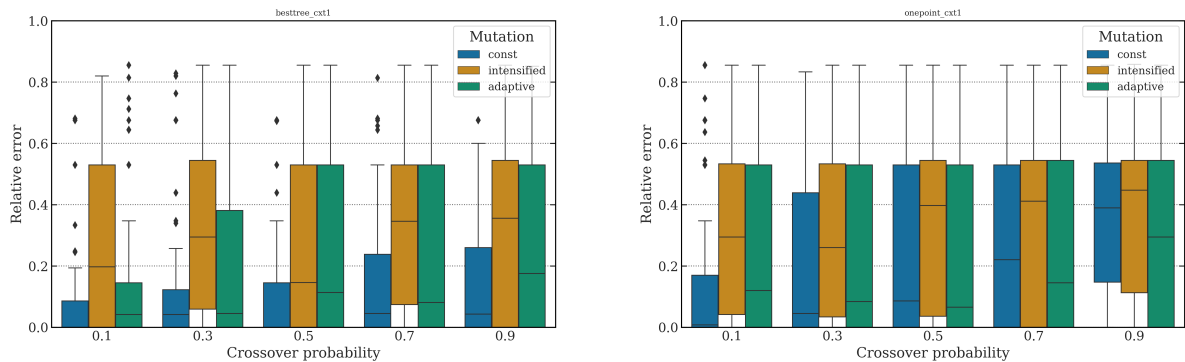 besttree_cxt1
1.0
0.8
0.6
0.4
0.2
0.0
Relative error
Mutation
const
intensified
adaptive
0.1 0.3 0.5 0.7 0.9
Crossover probability
onepoint_cxt1
1.0
0.8
0.6
0.4
0.2
0.0
Relative error
Mutation
const
intensified
adaptive
0.1 0.3 0.5 0.7 0.9
Crossover probability